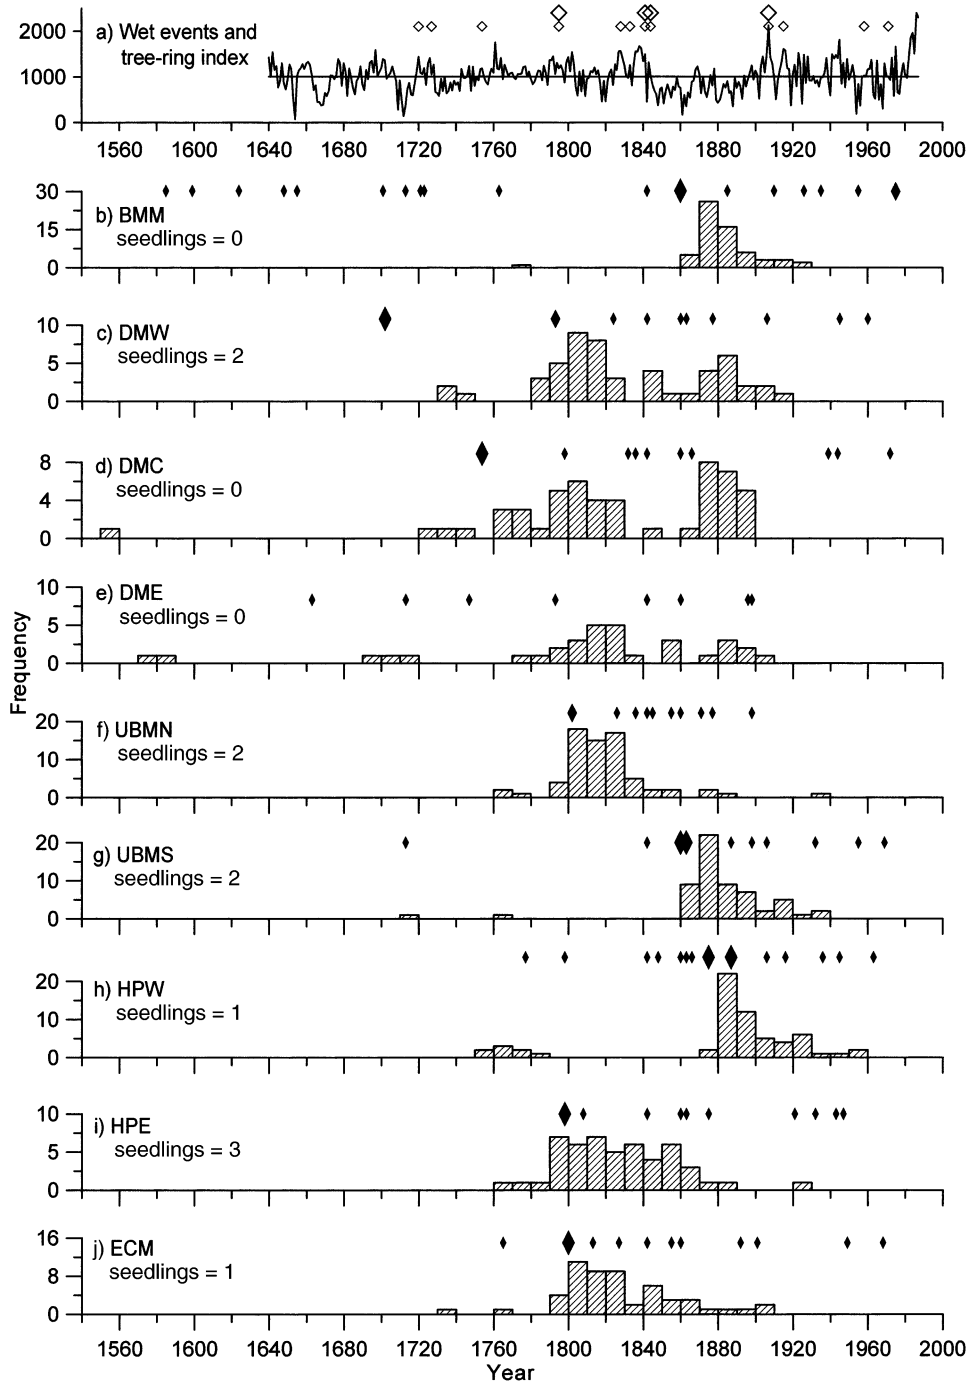 2000
a) Wet events and
tree-ring index
1000
0
1560 1600 1640 1680 1720 1760 1800 1840 1880 1920 1960 2000
30
b) BMM
15
seedlings = 0
0
10
c) DMW
5
seedlings = 2
0
8
d) DMC
4
seedlings = 0
0
10
e) DME
5
seedlings = 0
0
Frequency
20
f) UBMN
10
seedlings = 2
0
20
g) UBMS
10
seedlings = 2
0
20
h) HPW
10
seedlings = 1
0
10
i) HPE
5
seedlings = 3
0
16
j) ECM
8
seedlings = 1
0
1560 1600 1640 1680 1720 1760 1800 1840 1880 1920 1960 2000
Year